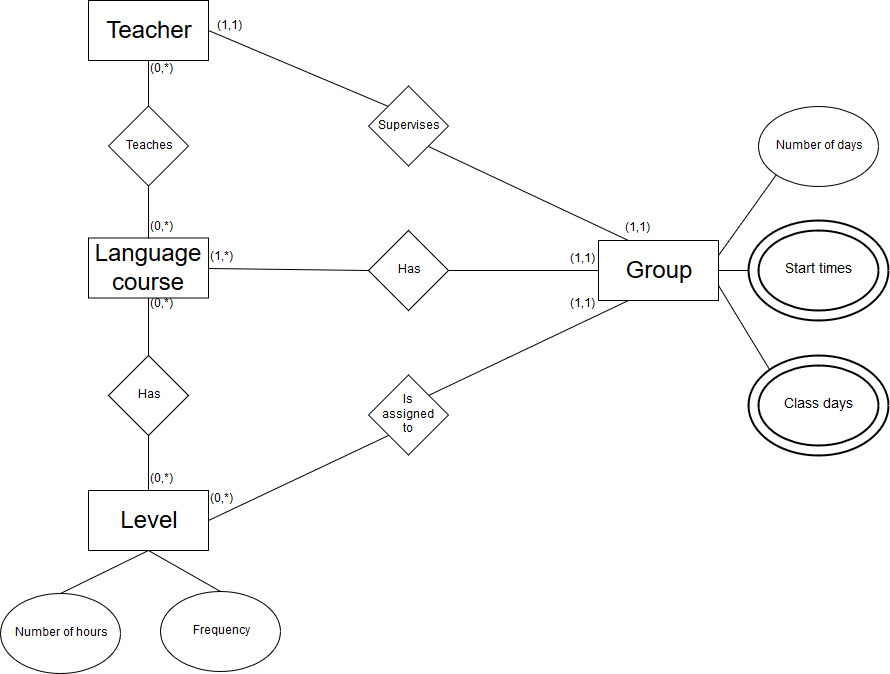 Teacher
(1,1)
(0,*)
Supervises
Teaches
Number of days
(0,*)
(1,1)
Language
course
(1,*)
Has
(1,1)
Group
Start times
(0,*)
(1,1)
Has
Is
assigned
to
Class days
(0,*)
(0,*)
Level
Number of hours
Frequency